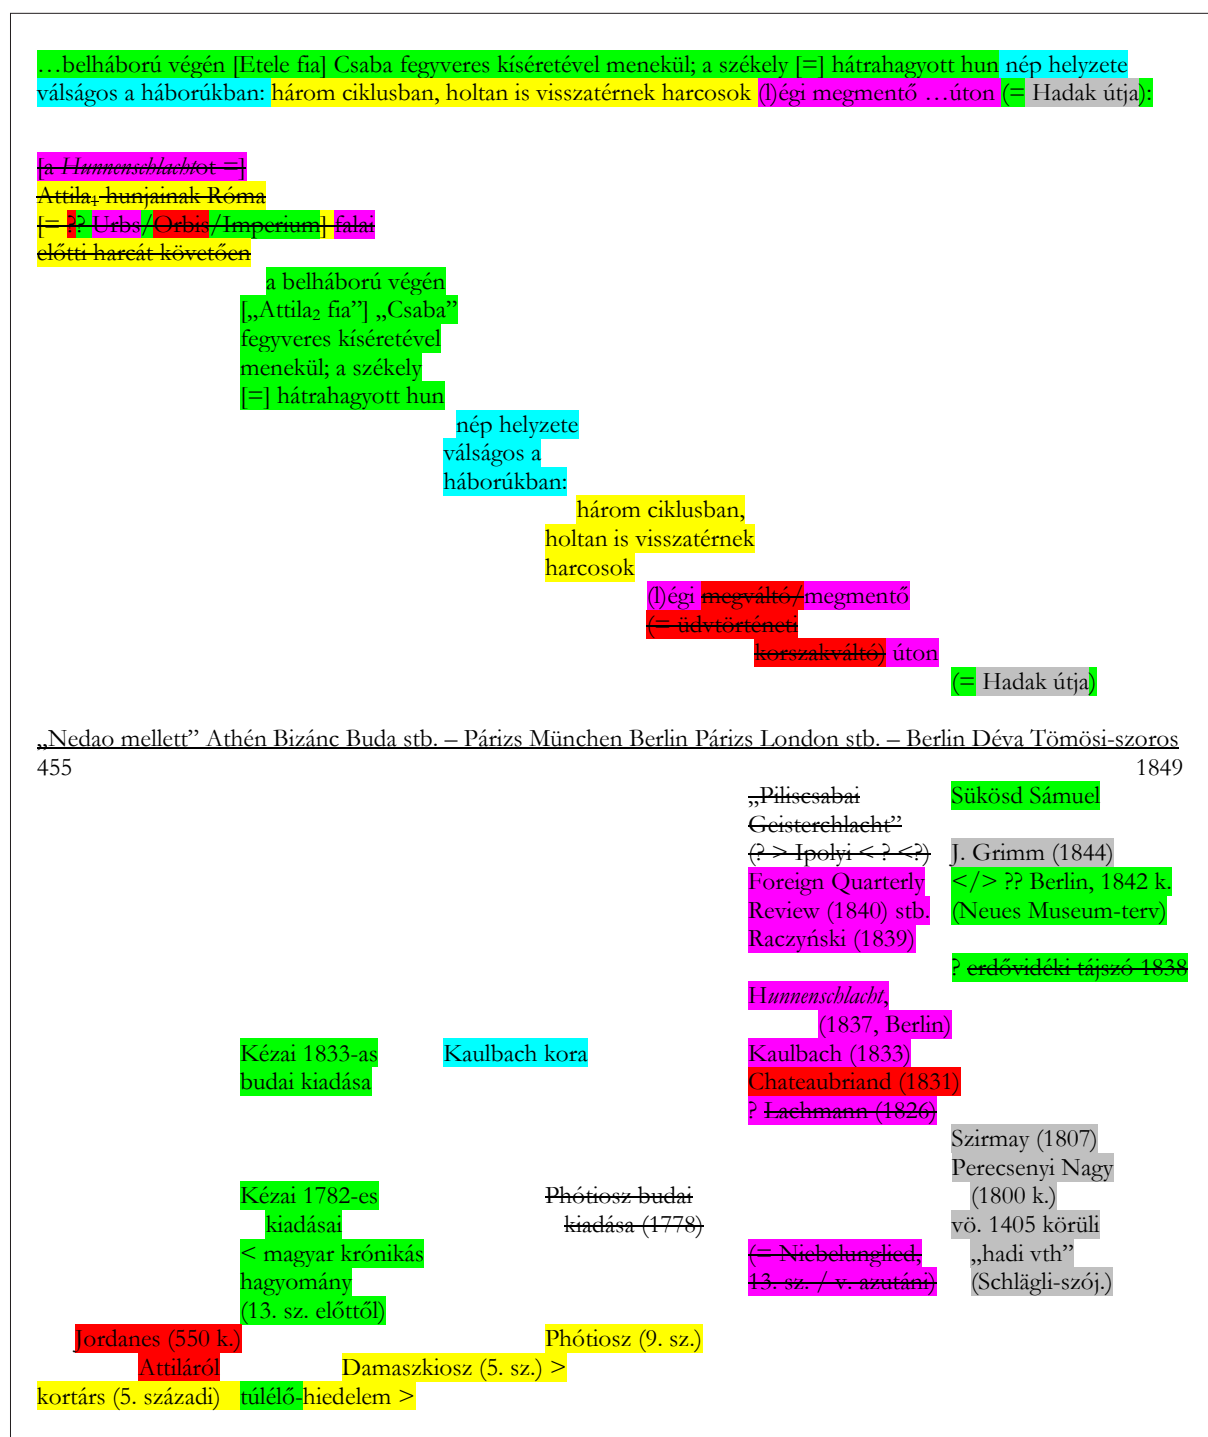 …belháború végén [Etele fia] Csaba fegyveres kíséretével menekül; a székely [=] hátrahagyott hun nép helyzete
válságos a háborúkban: három ciklusban, holtan is visszatérnek harcosok (l)égi megmentő …úton (= Hadak útja):
[a Hunnenschlachtot =]
Attila₁ hunjainak Róma
[= ?? Urbs/Orbis/Imperium] falai
előtti harcát követően
a belháború végén
[„Attila₂ fia”] „Csaba”
fegyveres kíséretével
menekül; a székely
[=] hátrahagyott hun
nép helyzete
válságos a
háborúkban:
három ciklusban,
holtan is visszatérnek
harcosok
(l)égi megváltó/megmentő
(= üdvtörténeti
korszakváltó) úton
(= Hadak útja)
„Nedao mellett” Athén Bizánc Buda stb. – Párizs München Berlin Párizs London stb. – Berlin Déva Tömösi-szoros
455 1849
„Piliscsabai Sükösd Sámuel
Geisterchlacht”
(? > Ipolyi < ? <?) J. Grimm (1844)
Foreign Quarterly </> ?? Berlin, 1842 k.
Review (1840) stb. (Neues Museum-terv)
Raczyński (1839)
? erdővidéki tájszó 1838
Hunnenschlacht,
(1837, Berlin)
Kézai 1833-as Kaulbach kora Kaulbach (1833)
budai kiadása Chateaubriand (1831)
? Lachmann (1826)
Szirmay (1807)
Perecsenyi Nagy
Kézai 1782-es Phótiosz budai (1800 k.)
kiadásai kiadása (1778) vö. 1405 körüli
< magyar krónikás (= Niebelunglied, „hadi vth”
hagyomány 13. sz. / v. azutáni) (Schlägli-szój.)
(13. sz. előttől)
Jordanes (550 k.) Phótiosz (9. sz.)
Attiláról Damaszkiosz (5. sz.) >
kortárs (5. századi) túlélő-hiedelem >